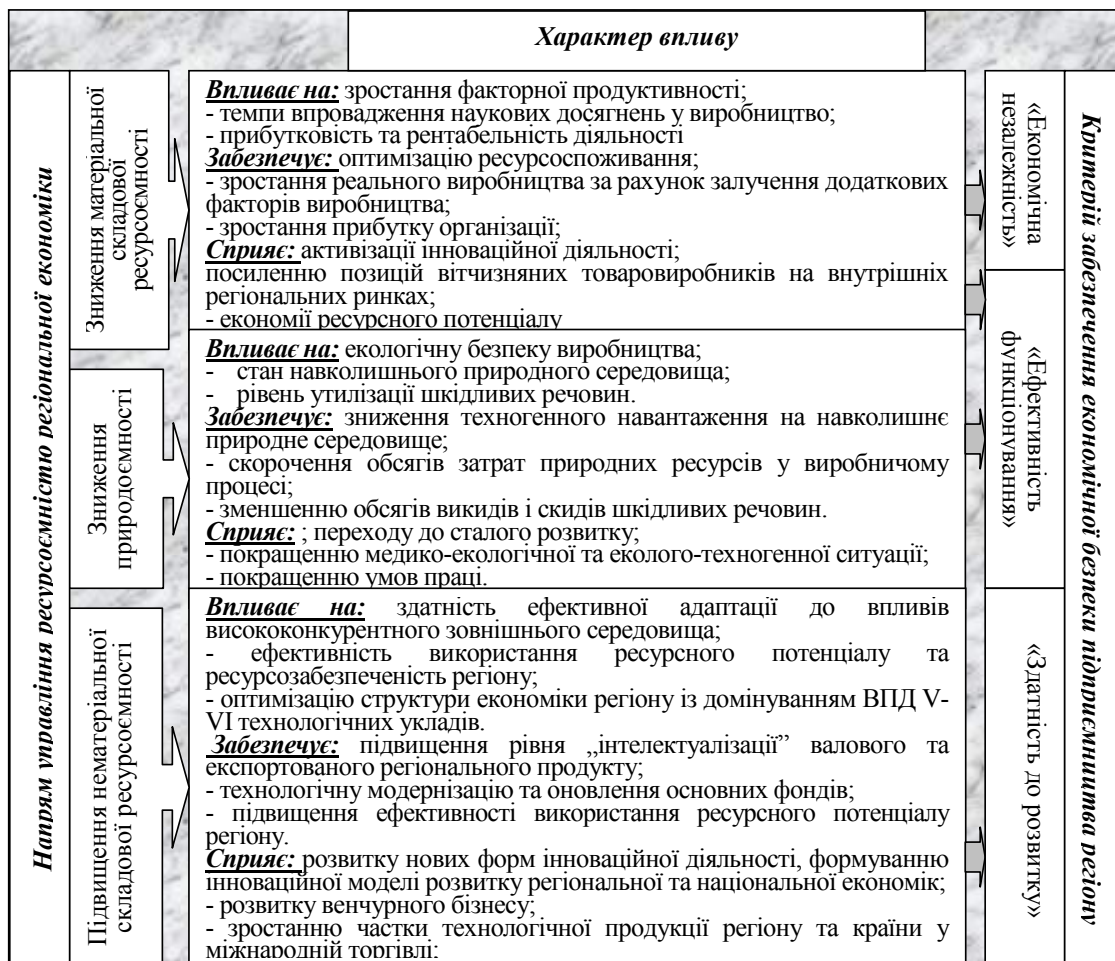 Характер впливу
Напрям управління ресурсоємністю регіональної економіки
Зниження матеріальної
складової
ресурсоємності
Впливає на: зростання факторної продуктивності;
- темпи впровадження наукових досягнень у виробництво;
- прибутковість та рентабельність діяльності
Забезпечує: оптимізацію ресурсоспоживання;
- зростання реального виробництва за рахунок залучення додаткових
факторів виробництва;
- зростання прибутку організації;
Сприяє: активізації інноваційної діяльності;
посиленню позицій вітчизняних товаровиробників на внутрішніх
регіональних ринках;
- економії ресурсного потенціалу
Зниження
природоємності
Впливає на: екологічну безпеку виробництва;
- стан навколишнього природного середовища;
- рівень утилізації шкідливих речовин.
Забезпечує: зниження техногенного навантаження на навколишнє
природне середовище;
- скорочення обсягів затрат природних ресурсів у виробничому
процесі;
- зменшенню обсягів викидів і скидів шкідливих речовин.
Сприяє: ; переходу до сталого розвитку;
- покращенню медико-екологічної та еколого-техногенної ситуації;
- покращенню умов праці.
Підвищення нематеріальної
складової ресурсоємності
Впливає на: здатність ефективної адаптації до впливів
висококонкурентного зовнішнього середовища;
- ефективність використання ресурсного потенціалу та
ресурсозабезпеченість регіону;
- оптимізацію структури економіки регіону із домінуванням ВПД V-
VI технологічних укладів.
Забезпечує: підвищення рівня „інтелектуалізації” валового та
експортованого регіонального продукту;
- технологічну модернізацію та оновлення основних фондів;
- підвищення ефективності використання ресурсного потенціалу
регіону.
Сприяє: розвитку нових форм інноваційної діяльності, формуванню
інноваційної моделі розвитку регіональної та національної економік;
- розвитку венчурного бізнесу;
- зростанню частки технологічної продукції регіону та країни у
міжнародній торгівлі;
«Економічна
незалежність»
«Ефективність
функціонування»
«Здатність до розвитку»
Критерій забезпечення економічної безпеки підприємництва регіону